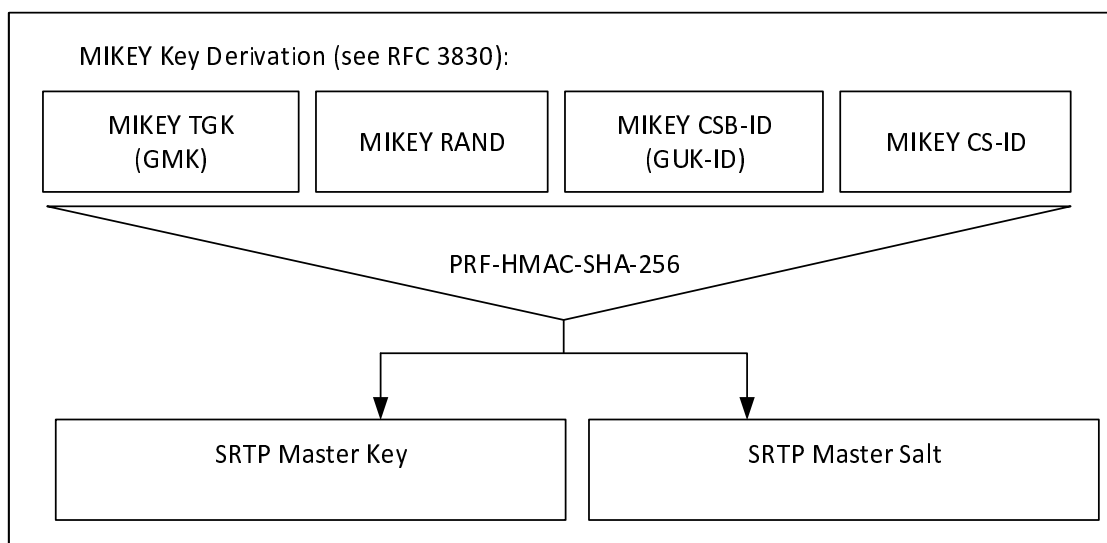 MIKEY Key Derivation (see RFC 3830):
MIKEY TGK
(GMK)
MIKEY RAND
MIKEY CSB-ID
(GUK-ID)
MIKEY CS-ID
PRF-HMAC-SHA-256
SRTP Master Key
SRTP Master Salt